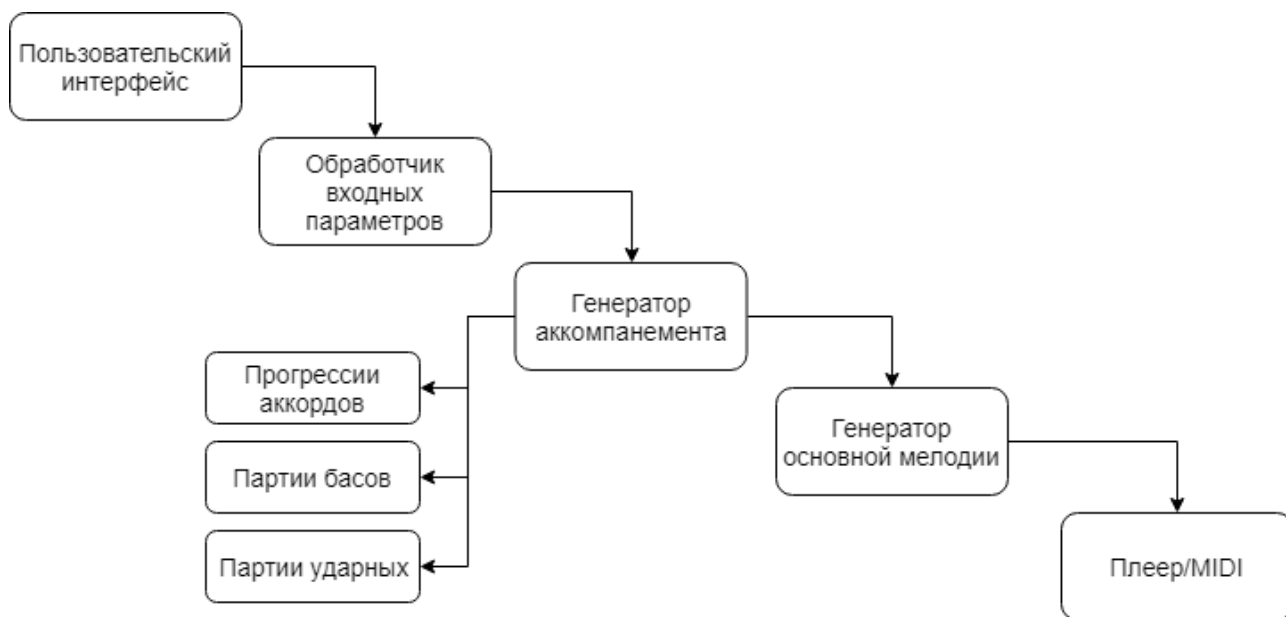 Пользовательский
интерфейс
Обработчик
входных
параметров
Генератор
аккомпанемента
Прогрессии
аккордов
Партии басов
Партии ударных
Генератор
основной мелодии
Плеер/MIDI